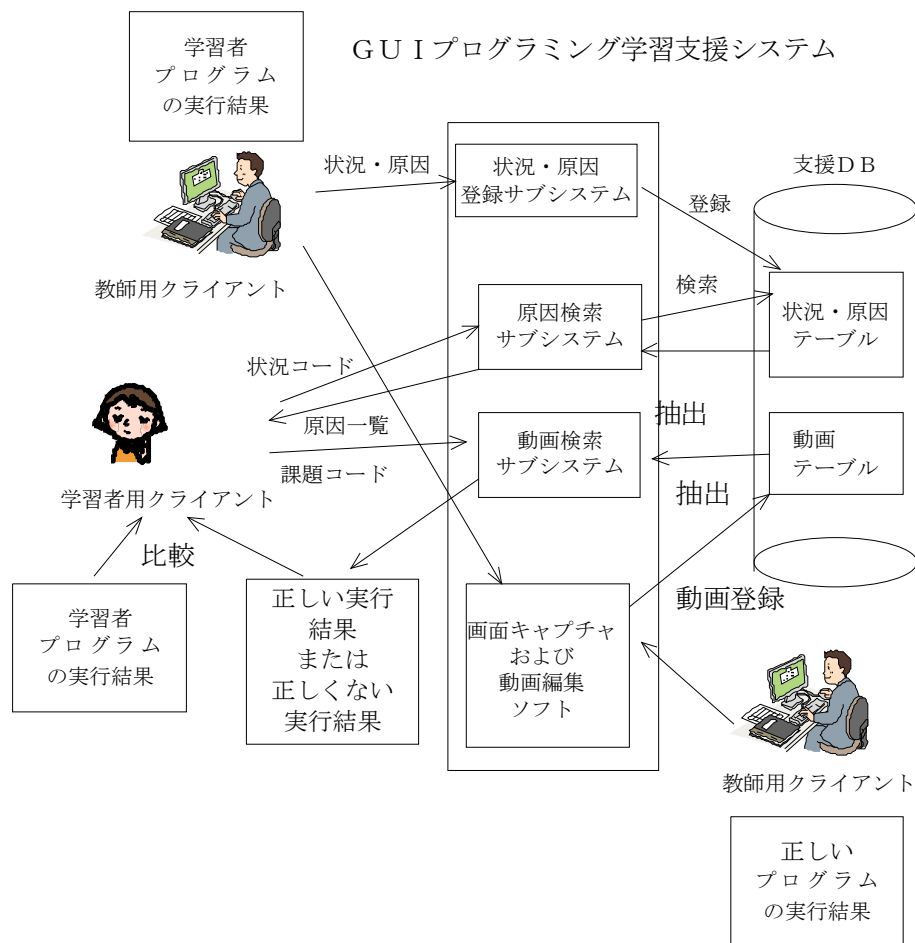 学習者
プログラム
の実行結果
ＧＵＩプログラミング学習支援システム
状況・原因
状況・原因
登録サブシステム
支援ＤＢ
登録
教師用クライアント
検索
原因検索
サブシステム
状況・原因
テーブル
状況コード
抽出
原因一覧
動画検索
サブシステム
動画
テーブル
課題コード
学習者用クライアント
抽出
比較
動画登録
学習者
プログラム
の実行結果
正しい実行
結果
または
正しくない
実行結果
画面キャプチャ
および
動画編集
ソフト
教師用クライアント
正しい
プログラム
の実行結果